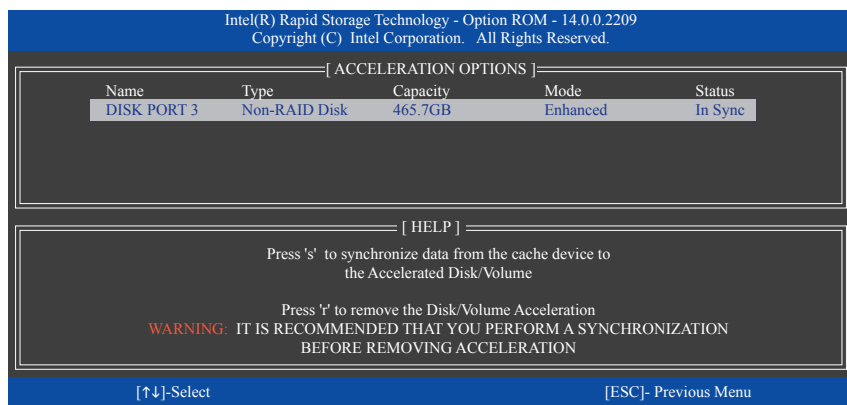 Intel(R) Rapid Storage Technology - Option ROM - 14.0.0.2209
Copyright (C) Intel Corporation. All Rights Reserved.
[ ACCELERATION OPTIONS ]
Name Type Capacity Mode Status
DISK PORT 3 Non-RAID Disk 465.7GB Enhanced In Sync
[ HELP ]
Press 's' to synchronize data from the cache device to
the Accelerated Disk/Volume
Press 'r' to remove the Disk/Volume Acceleration
WARNING: IT IS RECOMMENDED THAT YOU PERFORM A SYNCHRONIZATION
BEFORE REMOVING ACCELERATION
[↑↓]-Select [ESC]- Previous Menu